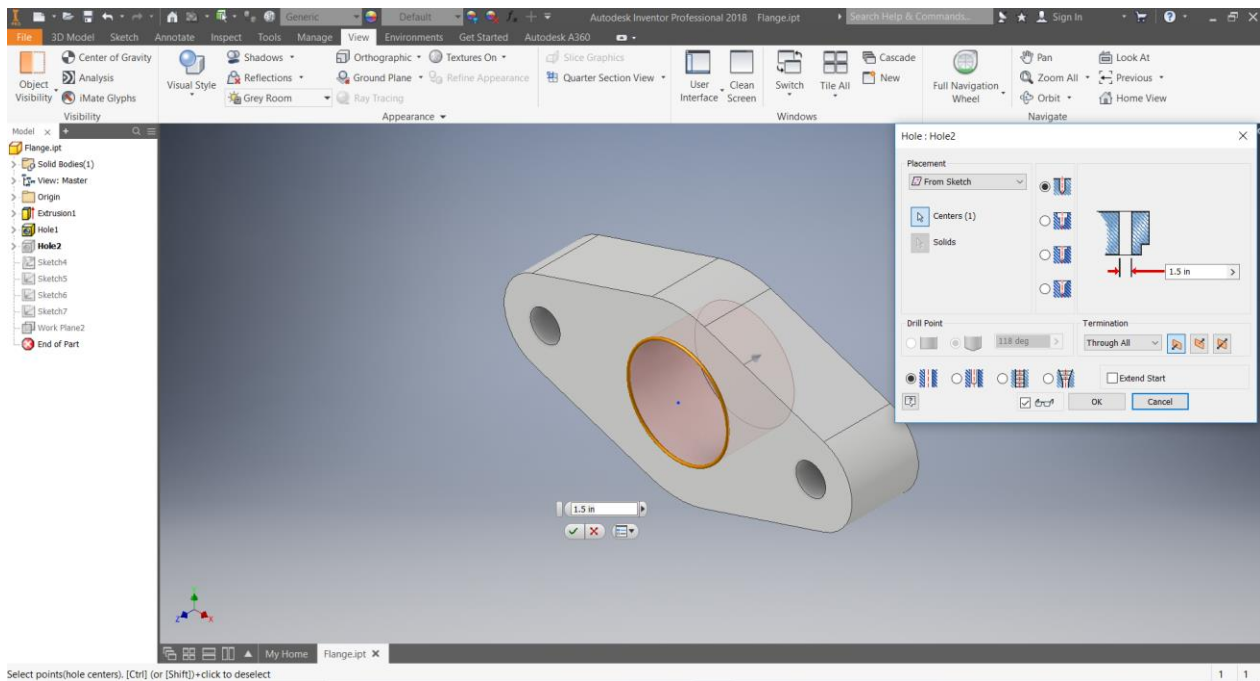 Generic Default Autodesk Inventor Professional 2018 Flange.ipt Search Help & Commands... Sign In
File 3D Model Sketch Annotate Inspect Tools Manage View Environments Get Started Autodesk A360
Object Visibility
Center of Gravity
Analysis
iMate Glyphs
Visibility
Visual Style
Shadows
Reflections
Grey Room
Orthographic
Ground Plane
Ray Tracing
Textures On
Refine Appearance
Appearance
Slice Graphics
Quarter Section View
User Interface
Clean Screen
Switch
Tile All
Cascade
New
Windows
Full Navigation Wheel
Pan
Zoom All
Orbit
Look At
Previous
Home View
Navigate
Model
Flange.ipt
Solid Bodies(1)
View: Master
Origin
Extrusion1
Hole1
Hole2
Sketch4
Sketch5
Sketch6
Sketch7
Work Plane2
End of Part
Hole : Hole2
Placement
From Sketch
Centers (1)
Solids
1.5 in
Drill Point
118 deg
Termination
Through All
Extend Start
OK Cancel
1.5 in
Y
Z X
My Home Flange.ipt
Select points(hole centers). [Ctrl] (or [Shift])+click to deselect
1 1